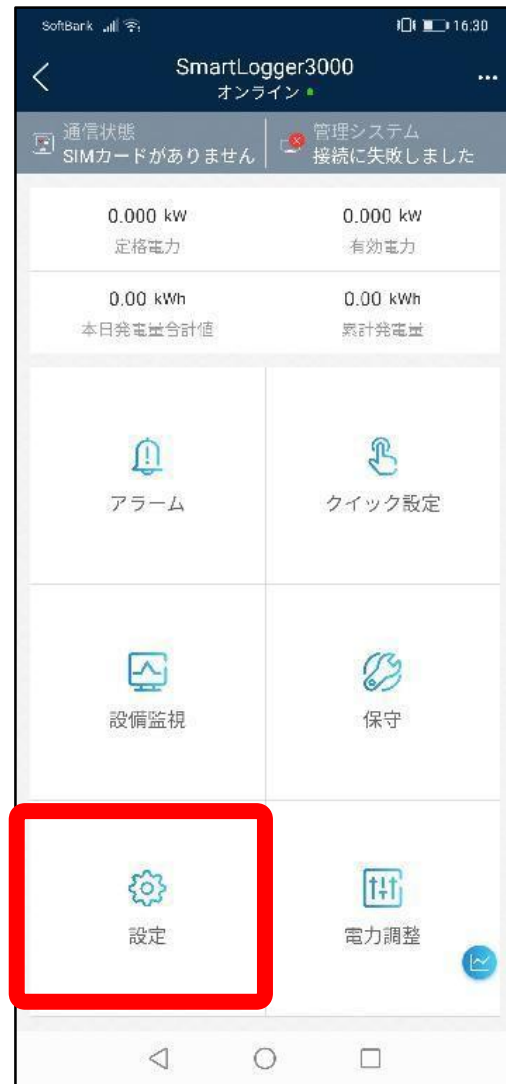 SoftBank 16:30
SmartLogger3000
オンライン
通信状態 管理システム
SIMカードがありません 接続に失敗しました
0.000 kW 0.000 kW
定格電力 有効電力
0.00 kWh 0.00 kWh
本日発電量合計値 累計発電量
アラーム クイック設定
設備監視 保守
設定 電力調整